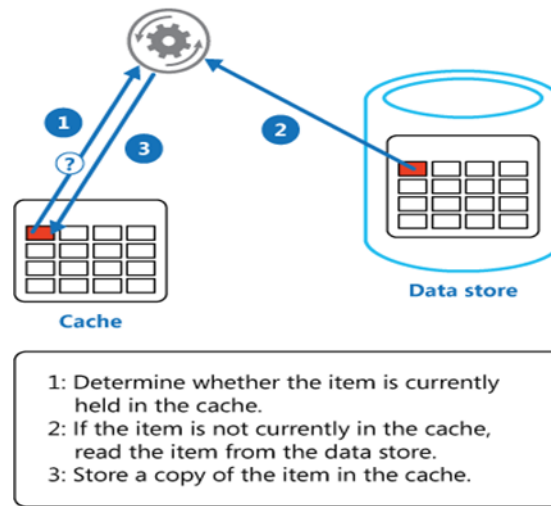 1
?
3
2
Cache
Data store
1: Determine whether the item is currently
held in the cache.
2: If the item is not currently in the cache,
read the item from the data store.
3: Store a copy of the item in the cache.